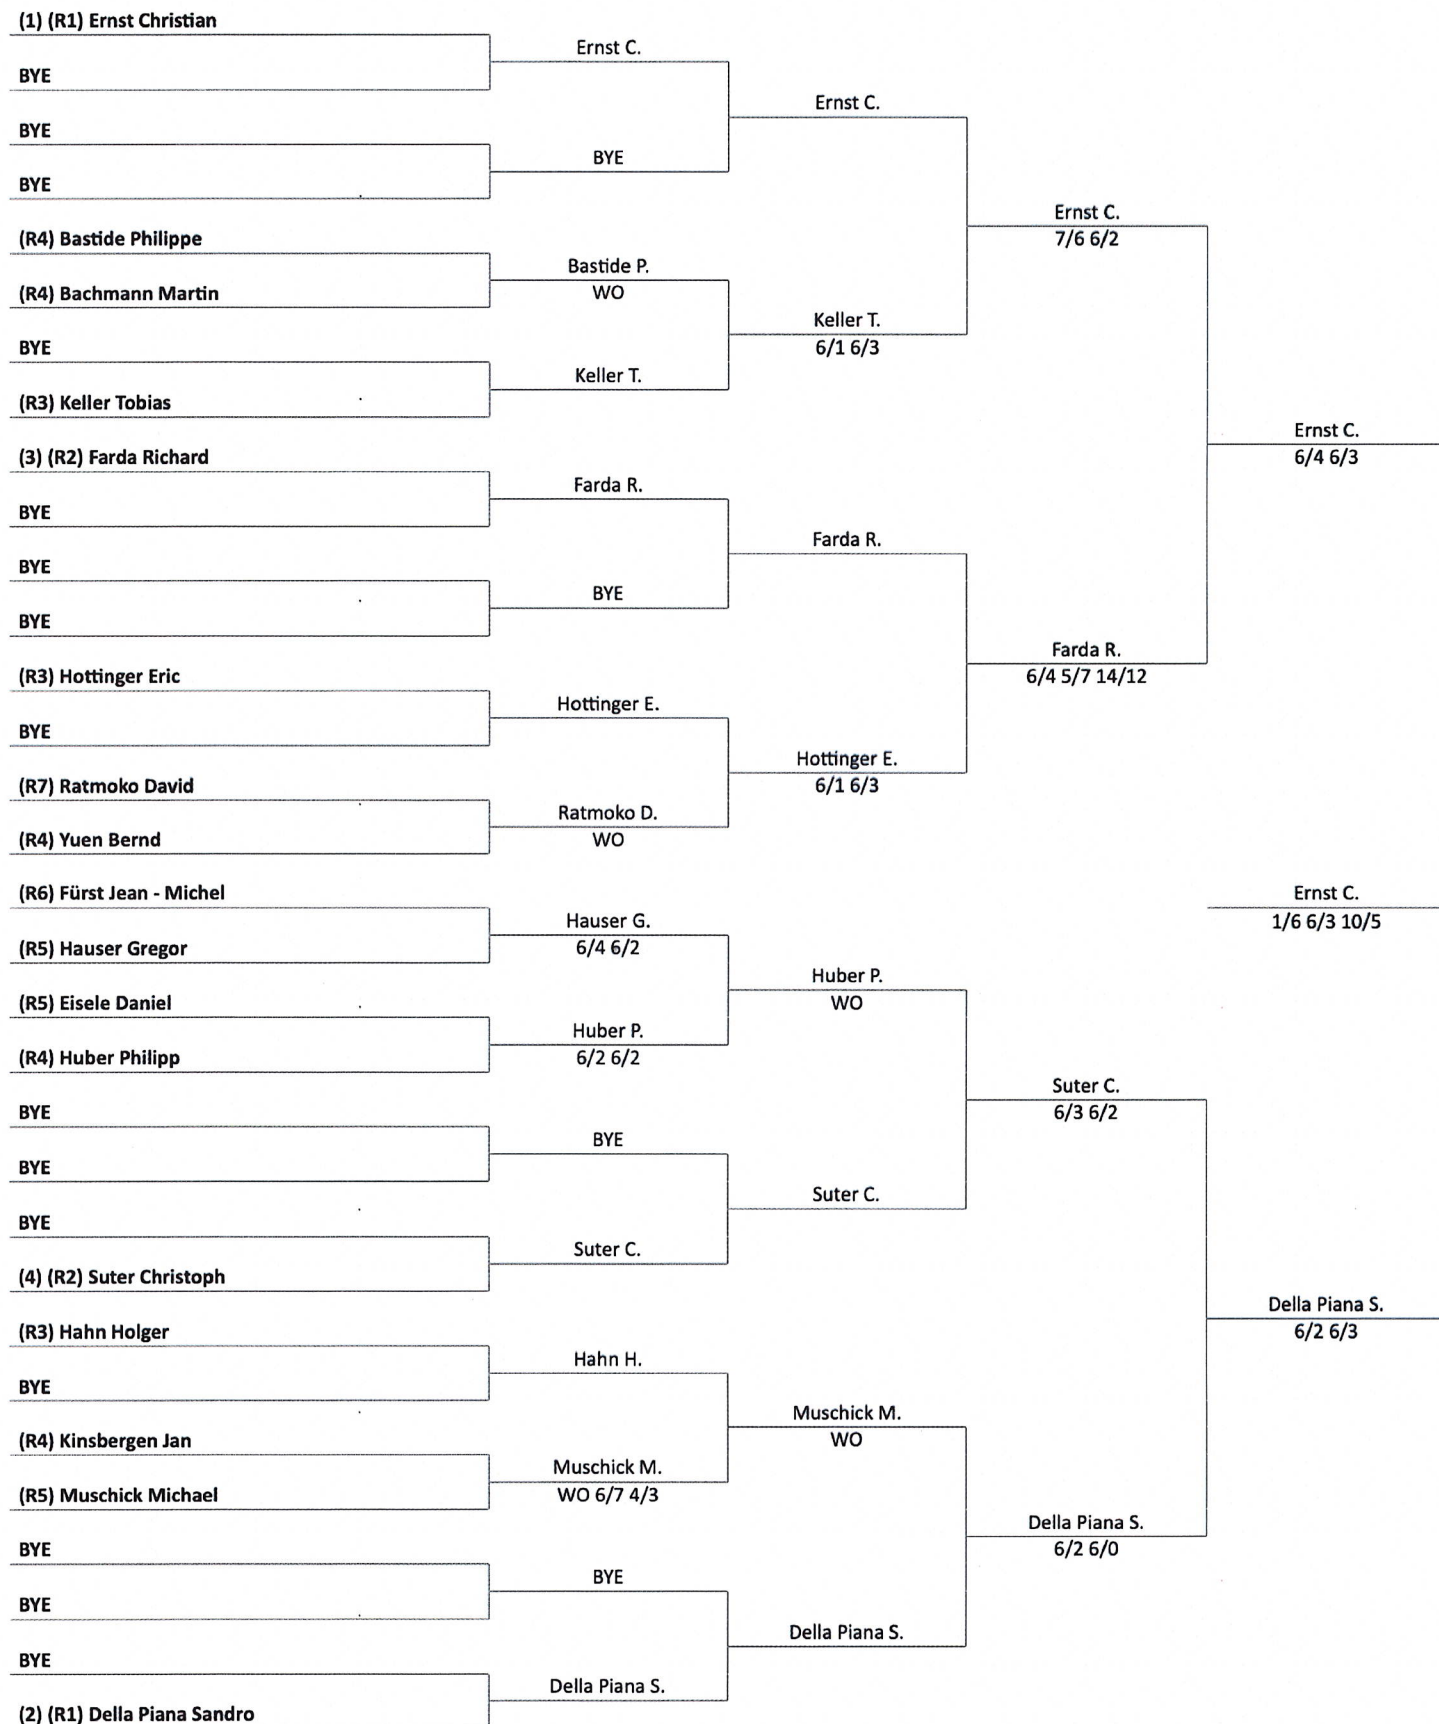 (1) (R1) Ernst Christian
BYE
BYE
BYE
(R4) Bastide Philippe
(R4) Bachmann Martin
BYE
(R3) Keller Tobias
(3) (R2) Farda Richard
BYE
BYE
BYE
(R3) Hottinger Eric
BYE
(R7) Ratmoko David
(R4) Yuen Bernd
(R6) Fürst Jean - Michel
(R5) Hauser Gregor
(R5) Eisele Daniel
(R4) Huber Philipp
BYE
BYE
BYE
(4) (R2) Suter Christoph
(R3) Hahn Holger
BYE
(R4) Kinsbergen Jan
(R5) Muschick Michael
BYE
BYE
BYE
(2) (R1) Della Piana Sandro
Ernst C.
BYE
Bastide P.
WO
Keller T.
Farda R.
BYE
Hottinger E.
Ratmoko D.
WO
Hauser G.
6/4 6/2
Huber P.
6/2 6/2
BYE
Suter C.
Hahn H.
Muschick M.
WO 6/7 4/3
BYE
Della Piana S.
Ernst C.
Keller T.
6/1 6/3
Farda R.
Hottinger E.
6/1 6/3
Huber P.
WO
Suter C.
Muschick M.
WO
Della Piana S.
Ernst C.
7/6 6/2
Farda R.
6/4 5/7 14/12
Suter C.
6/3 6/2
Della Piana S.
6/2 6/0
Ernst C.
6/4 6/3
Ernst C.
1/6 6/3 10/5
Della Piana S.
6/2 6/3